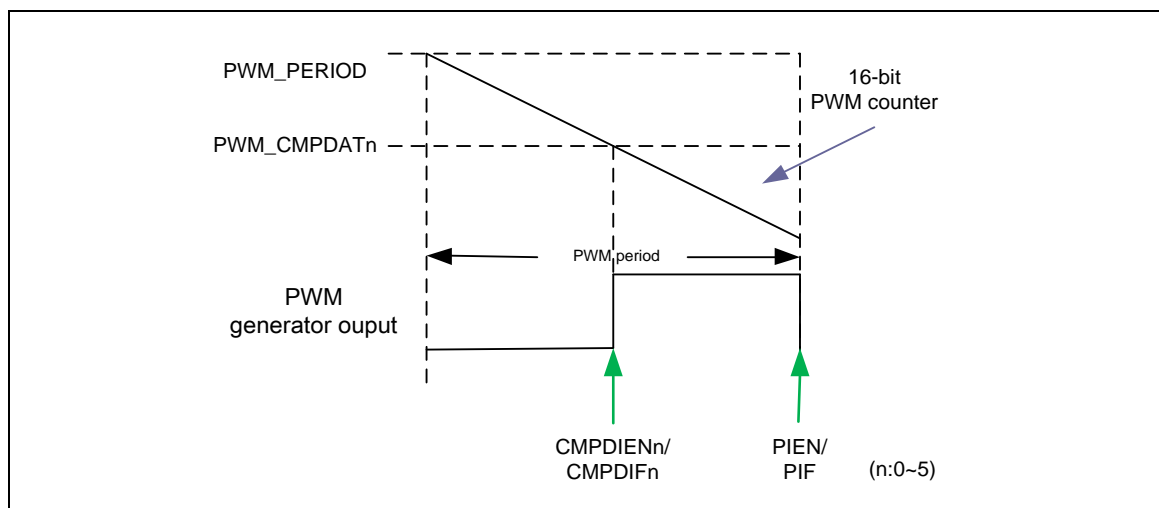 PWM_PERIOD
16-bit
PWM counter
PWM_CMPDATn
PWM period
PWM
generator ouput
CMPDIENn/
CMPDIFn
PIEN/
PIF
(n:0~5)